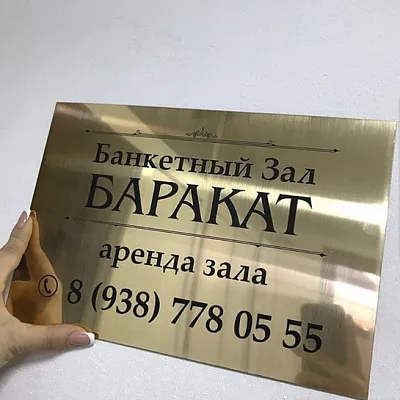 Банкетный Зал
БАРАКАТ
аренда зала
8 (938) 778 05 55